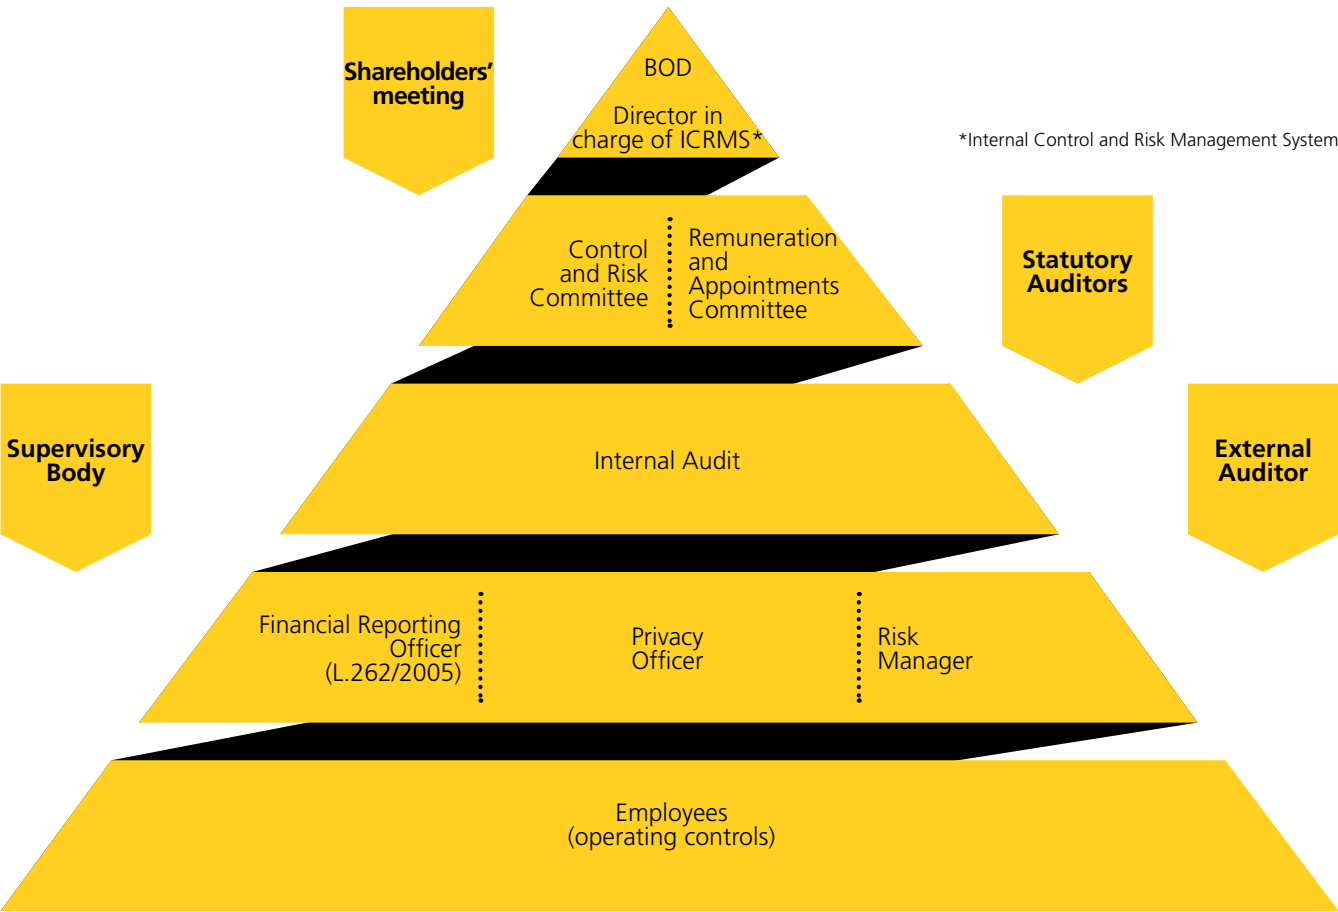 Shareholders'
meeting
BOD
Director in
charge of ICRMS*
*Internal Control and Risk Management System
Control
and Risk
Committee
Remuneration
and
Appointments
Committee
Statutory
Auditors
Supervisory
Body
Internal Audit
External
Auditor
Financial Reporting
Officer
(L.262/2005)
Privacy
Officer
Risk
Manager
Employees
(operating controls)